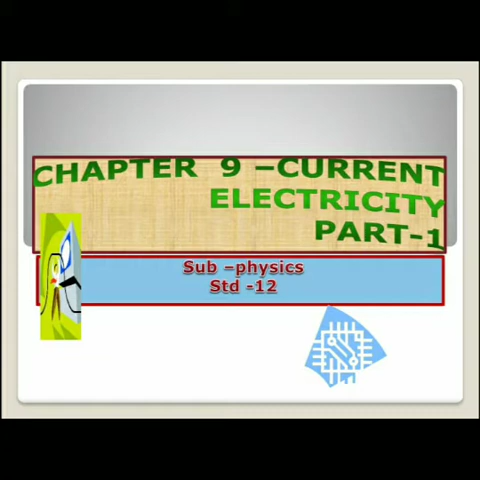 CHAPTER 9 –CURRENT
ELECTRICITY
PART-1
Sub –physics
Std -12